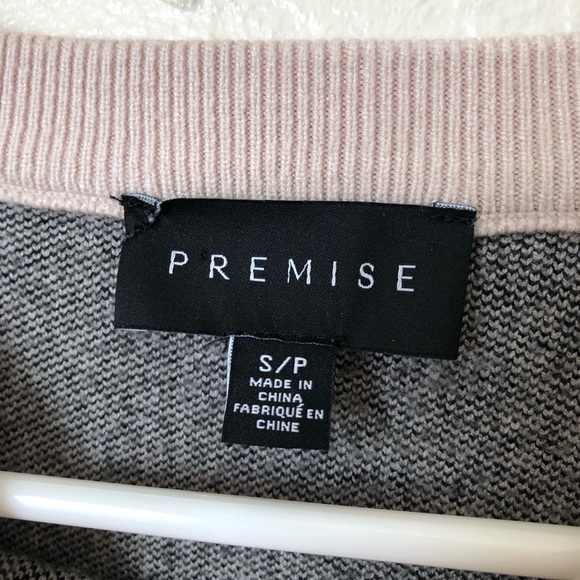 PREMISE
S/P
MADE IN
CHINA
FABRIQUÉ EN
CHINE